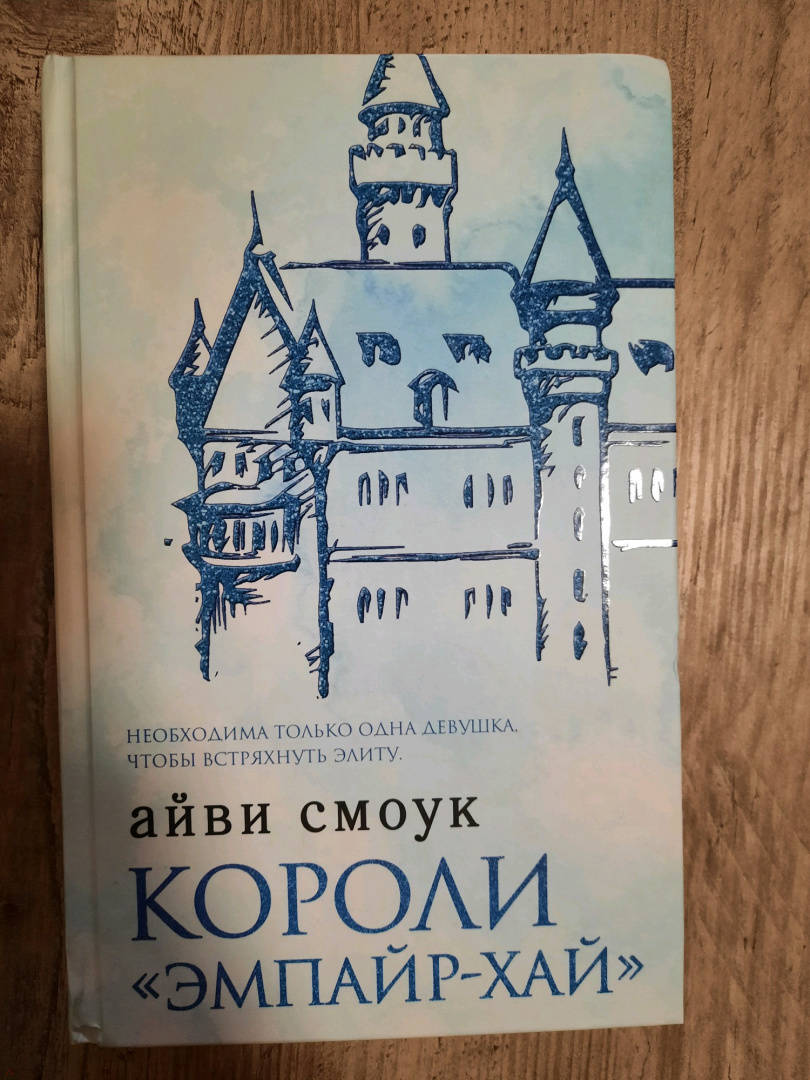 НЕОБХОДИМА ТОЛЬКО ОДНА ДЕВУШКА,
ЧТОБЫ ВСТРЯХНУТЬ ЭЛИТУ.
айви смоук
КОРОЛИ
«ЭМПАЙР-ХАЙ»